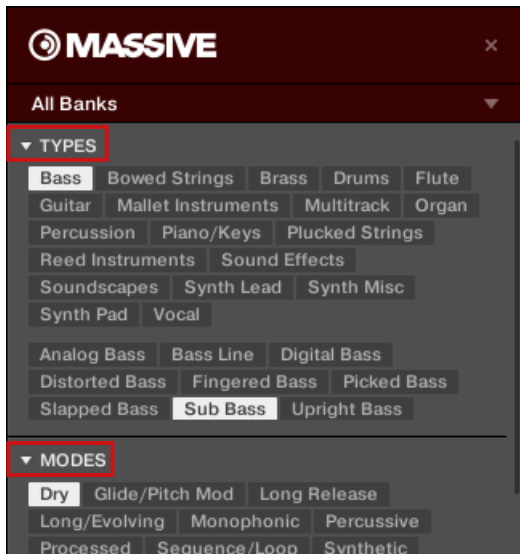 MASSIVE
All Banks
TYPES
Bass Bowed Strings Brass Drums Flute
Guitar Mallet Instruments Multitrack Organ
Percussion Piano/Keys Plucked Strings
Reed Instruments Sound Effects
Soundscapes Synth Lead Synth Misc
Synth Pad Vocal
Analog Bass Bass Line Digital Bass
Distorted Bass Fingered Bass Picked Bass
Slapped Bass Sub Bass Upright Bass
MODES
Dry Glide/Pitch Mod Long Release
Long/Evolving Monophonic Percussive
Processed Sequence/Loop Synthetic